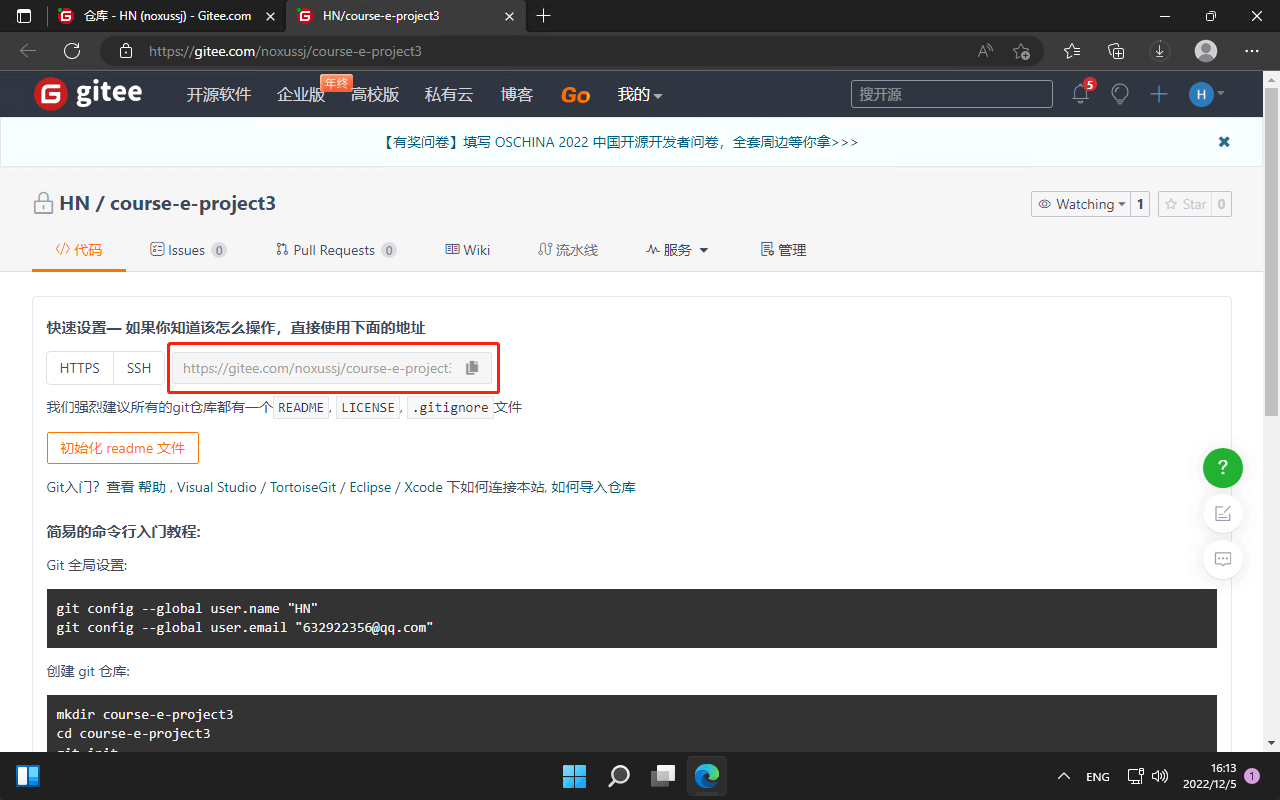 仓库 - HN (noxussj) - Gitee.com
HN/course-e-project3
https://gitee.com/noxussj/course-e-project3
gitee 开源软件 企业版 年终 高校版 私有云 博客 Go 我的 搜开源 5 H
【有奖问卷】填写 OSCHINA 2022 中国开源开发者问卷，全套周边等你拿>>>
HN / course-e-project3 Watching 1 Star 0
代码 Issues 0 Pull Requests 0 Wiki 流水线 服务 管理
快速设置— 如果你知道该怎么操作，直接使用下面的地址
HTTPS SSH https://gitee.com/noxussj/course-e-project3
我们强烈建议所有的git仓库都有一个 README, LICENSE, .gitignore 文件
初始化 readme 文件
Git入门？查看 帮助 , Visual Studio / TortoiseGit / Eclipse / Xcode 下如何连接本站, 如何导入仓库
?
简易的命令行入门教程:
Git 全局设置:
git config --global user.name "HN"
git config --global user.email "632922356@qq.com"
创建 git 仓库:
mkdir course-e-project3
cd course-e-project3
git init
ENG 16:13 2022/12/5 1